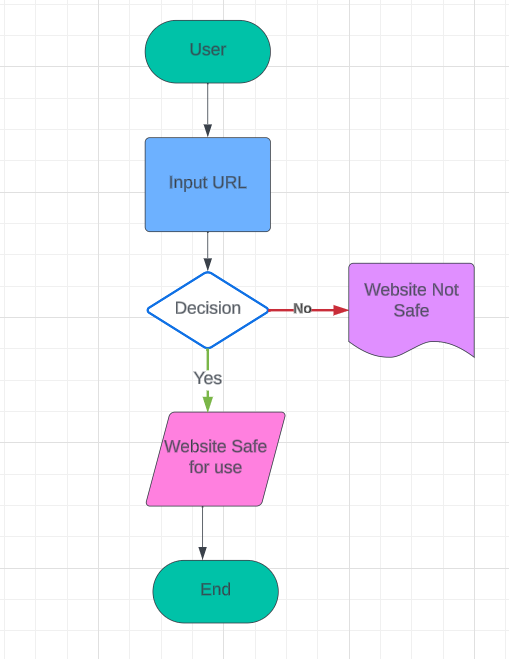 User
Input URL
Decision
No
Website Not
Safe
Yes
Website Safe
for use
End